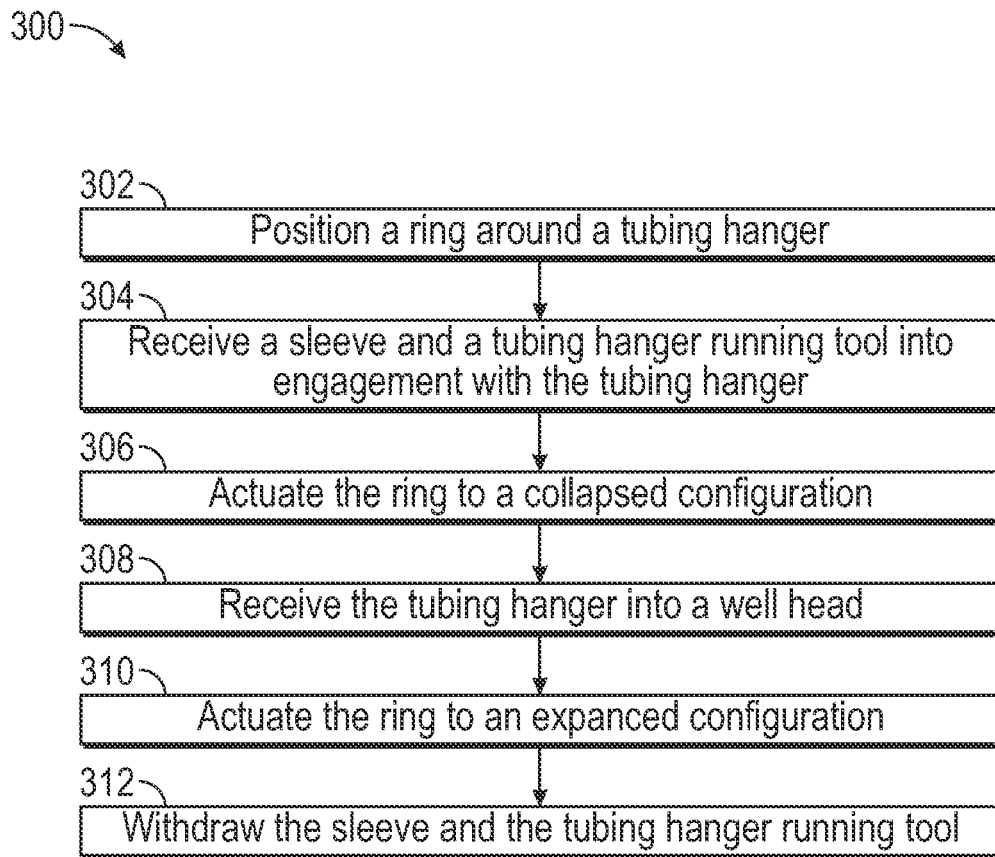 300
302
Position a ring around a tubing hanger
304
Receive a sleeve and a tubing hanger running tool into
engagement with the tubing hanger
306
Actuate the ring to a collapsed configuration
308
Receive the tubing hanger into a well head
310
Actuate the ring to an expanced configuration
312
Withdraw the sleeve and the tubing hanger running tool